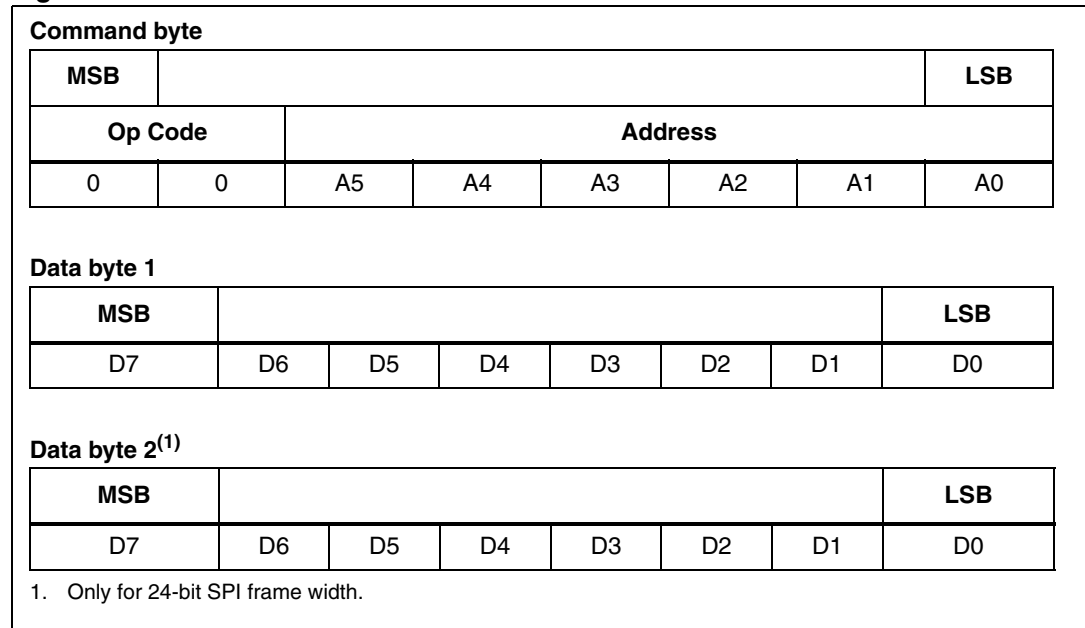 Command byte
MSB LSB
Op Code Address
0 0 A5 A4 A3 A2 A1 A0
Data byte 1
MSB LSB
D7 D6 D5 D4 D3 D2 D1 D0
Data byte 2(1)
MSB LSB
D7 D6 D5 D4 D3 D2 D1 D0
1. Only for 24-bit SPI frame width.